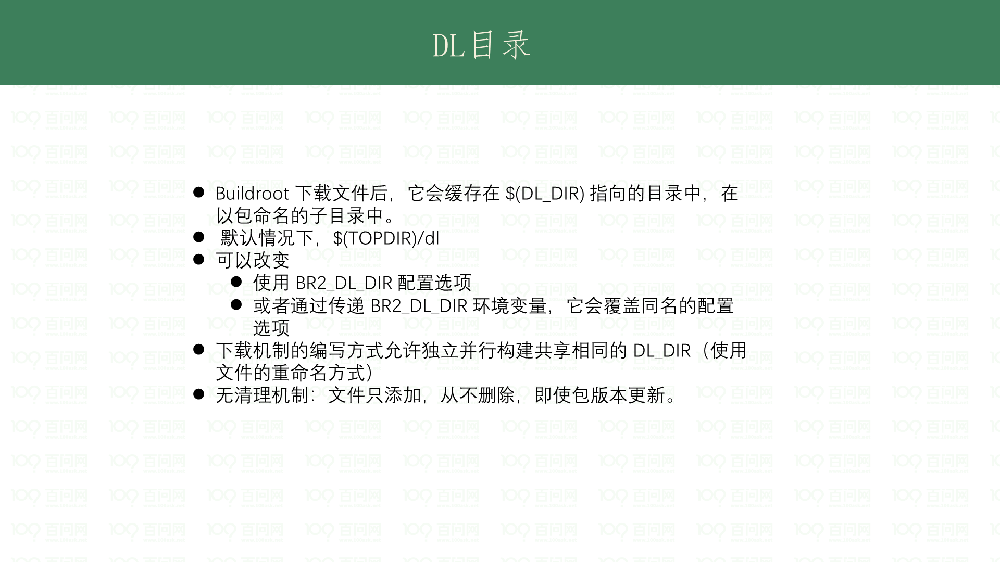 DL目录
● Buildroot 下载文件后，它会缓存在 $(DL_DIR) 指向的目录中，在
以包命名的子目录中。
● 默认情况下，$(TOPDIR)/dl
● 可以改变
● 使用 BR2_DL_DIR 配置选项
● 或者通过传递 BR2_DL_DIR 环境变量，它会覆盖同名的配置
选项
● 下载机制的编写方式允许独立并行构建共享相同的 DL_DIR（使用
文件的重命名方式）
● 无清理机制：文件只添加，从不删除，即使包版本更新。
百问网
www.100ask.net